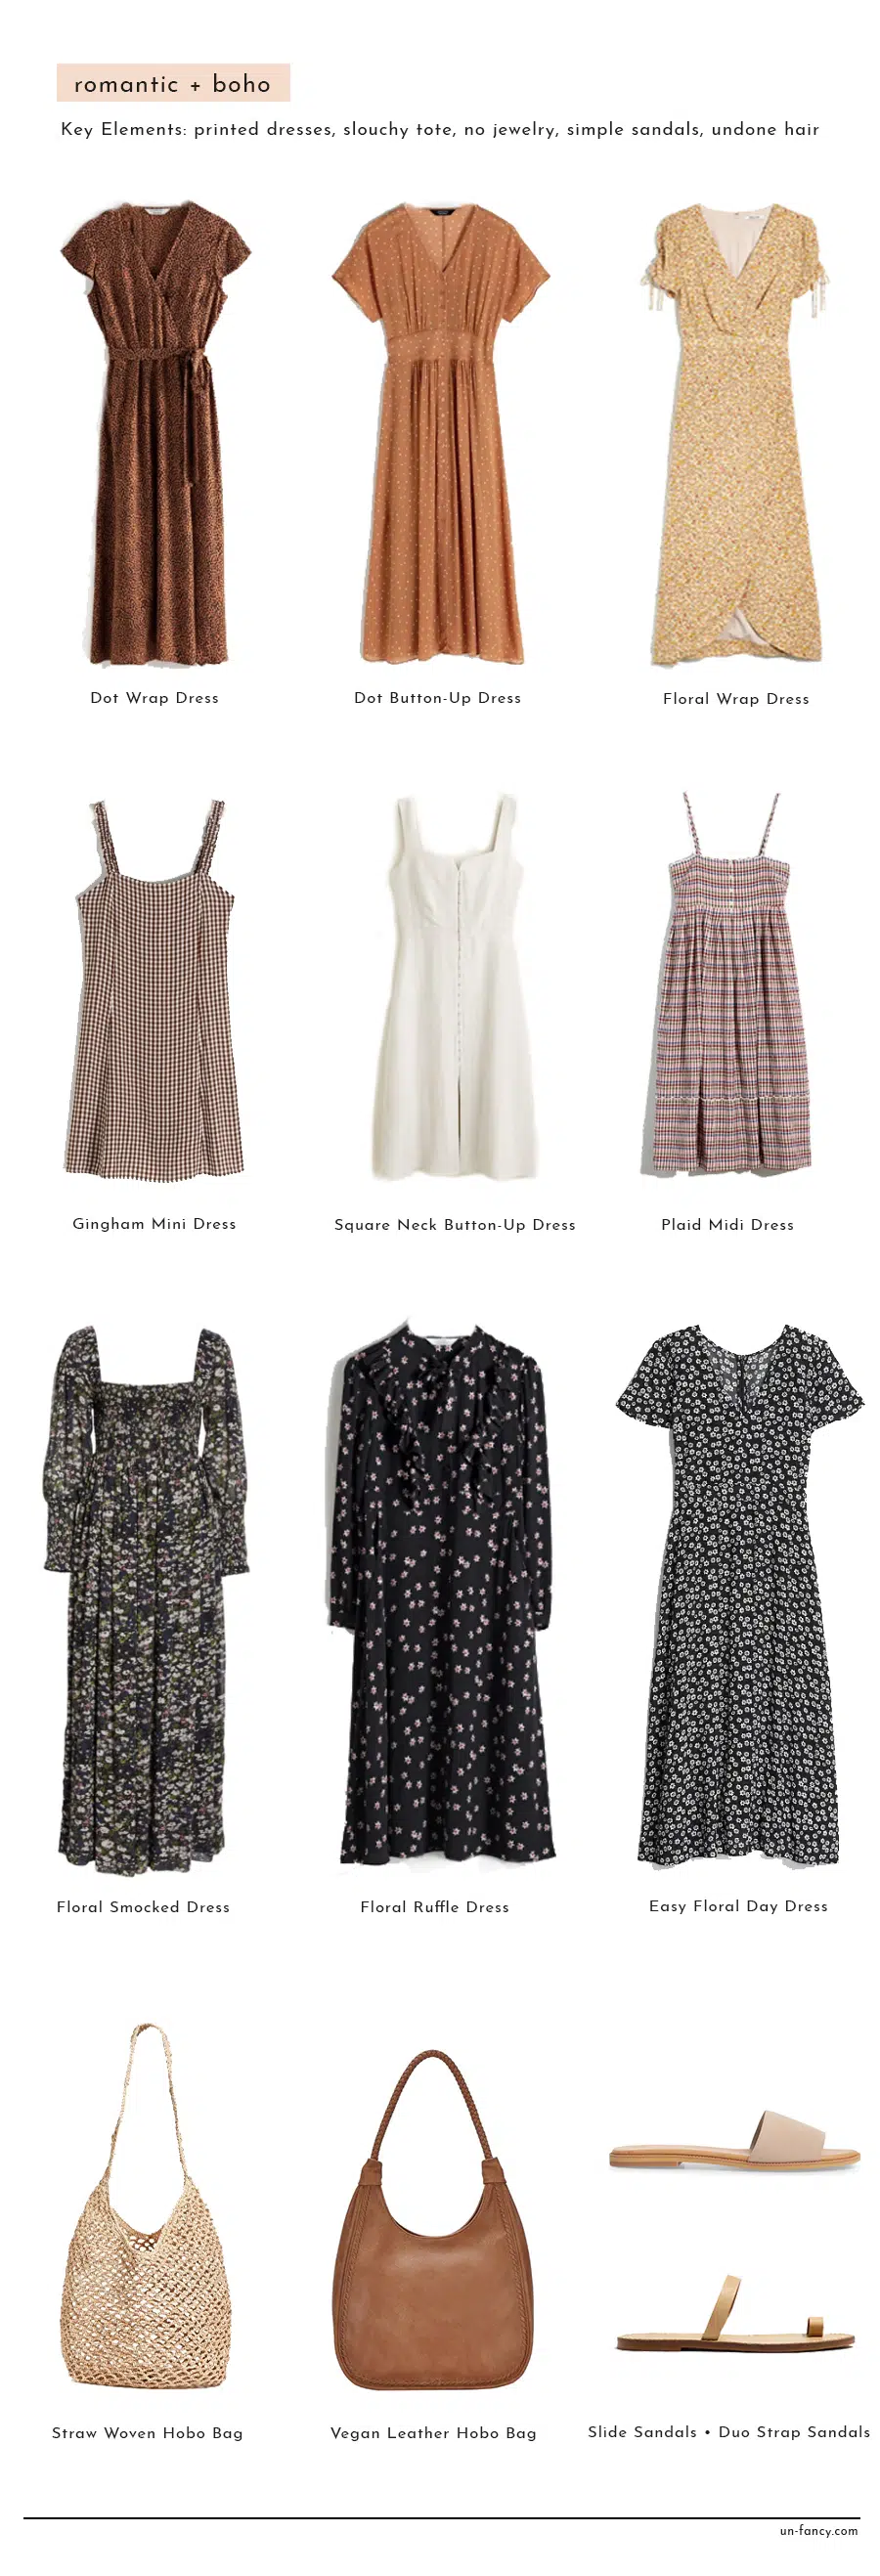 romantic + boho
Key Elements: printed dresses, slouchy tote, no jewelry, simple sandals, undone hair
Dot Wrap Dress
Dot Button-Up Dress
Floral Wrap Dress
Gingham Mini Dress
Square Neck Button-Up Dress
Plaid Midi Dress
Floral Smocked Dress
Floral Ruffle Dress
Easy Floral Day Dress
Straw Woven Hobo Bag
Vegan Leather Hobo Bag
Slide Sandals • Duo Strap Sandals
un-fancy.com